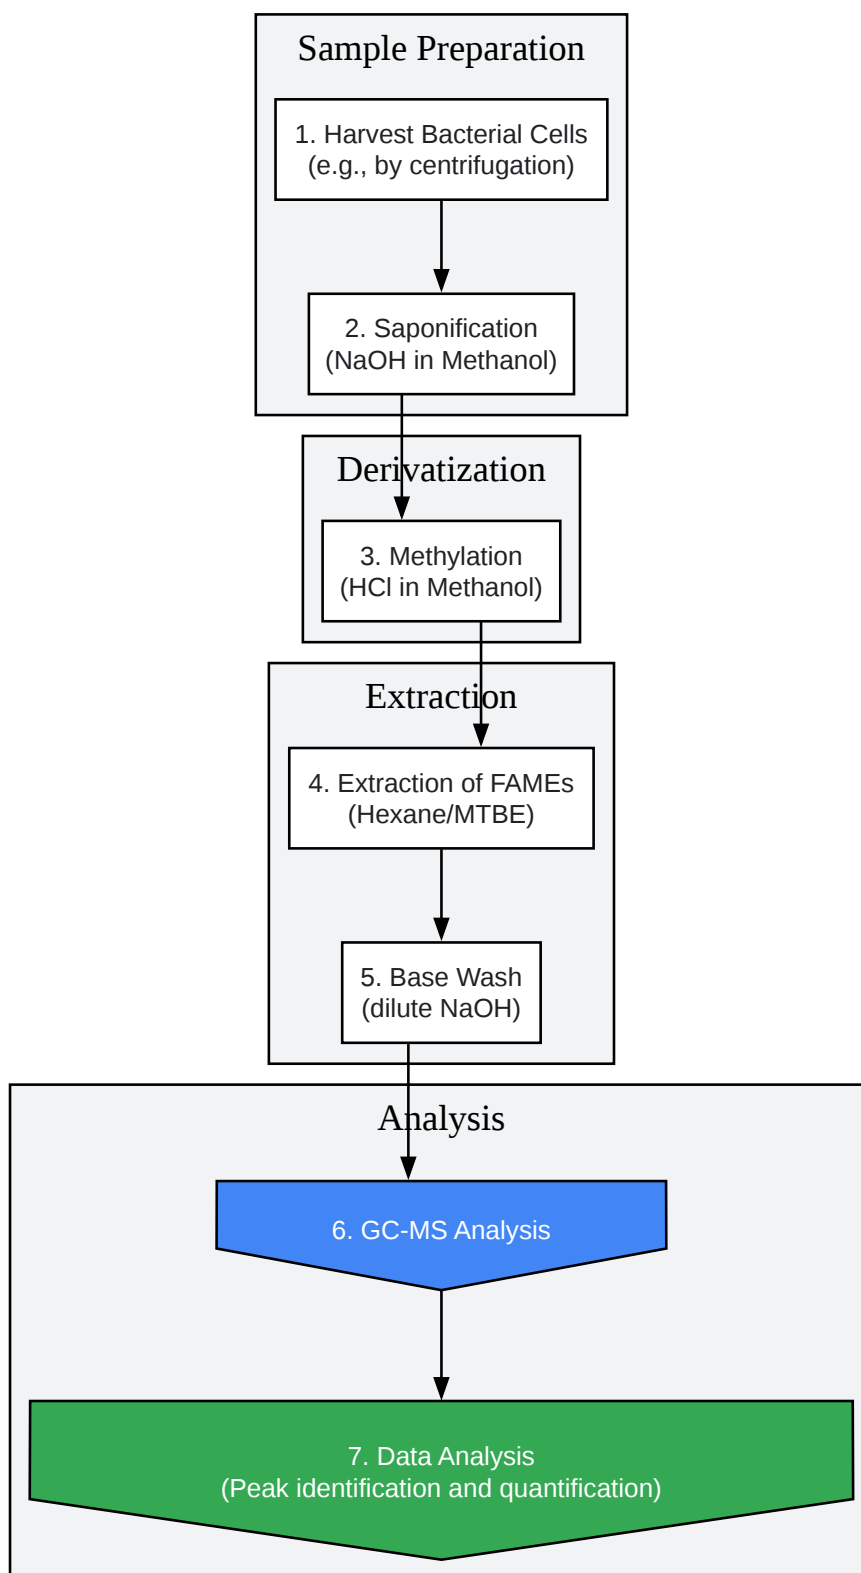 Sample Preparation
1. Harvest Bacterial Cells
(e.g., by centrifugation)
2. Saponification
(NaOH in Methanol)
Derivatization
3. Methylation
(HCl in Methanol)
Extraction
4. Extraction of FAMEs
(Hexane/MTBE)
5. Base Wash
(dilute NaOH)
Analysis
6. GC-MS Analysis
7. Data Analysis
(Peak identification and quantification)